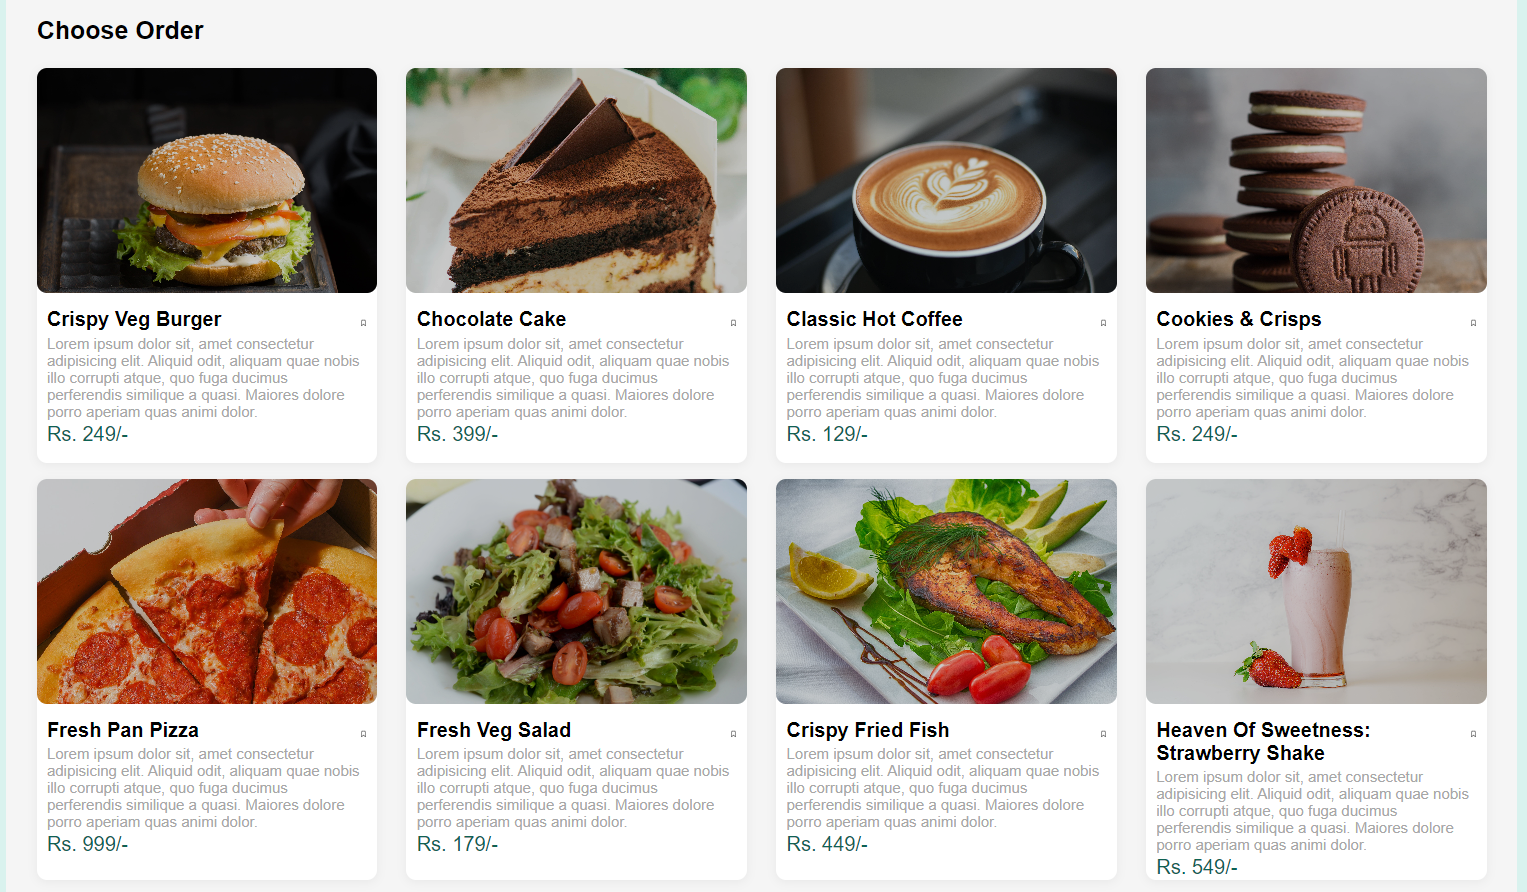 Choose Order
Crispy Veg Burger
Lorem ipsum dolor sit, amet consectetur
adipisicing elit. Aliquid odit, aliquam quae nobis
illo corrupti atque, quo fuga ducimus
perferendis similique a quasi. Maiores dolore
porro aperiam quas animi dolor.
Rs. 249/-
Chocolate Cake
Lorem ipsum dolor sit, amet consectetur
adipisicing elit. Aliquid odit, aliquam quae nobis
illo corrupti atque, quo fuga ducimus
perferendis similique a quasi. Maiores dolore
porro aperiam quas animi dolor.
Rs. 399/-
Classic Hot Coffee
Lorem ipsum dolor sit, amet consectetur
adipisicing elit. Aliquid odit, aliquam quae nobis
illo corrupti atque, quo fuga ducimus
perferendis similique a quasi. Maiores dolore
porro aperiam quas animi dolor.
Rs. 129/-
Cookies & Crisps
Lorem ipsum dolor sit, amet consectetur
adipisicing elit. Aliquid odit, aliquam quae nobis
illo corrupti atque, quo fuga ducimus
perferendis similique a quasi. Maiores dolore
porro aperiam quas animi dolor.
Rs. 249/-
Fresh Pan Pizza
Lorem ipsum dolor sit, amet consectetur
adipisicing elit. Aliquid odit, aliquam quae nobis
illo corrupti atque, quo fuga ducimus
perferendis similique a quasi. Maiores dolore
porro aperiam quas animi dolor.
Rs. 999/-
Fresh Veg Salad
Lorem ipsum dolor sit, amet consectetur
adipisicing elit. Aliquid odit, aliquam quae nobis
illo corrupti atque, quo fuga ducimus
perferendis similique a quasi. Maiores dolore
porro aperiam quas animi dolor.
Rs. 179/-
Crispy Fried Fish
Lorem ipsum dolor sit, amet consectetur
adipisicing elit. Aliquid odit, aliquam quae nobis
illo corrupti atque, quo fuga ducimus
perferendis similique a quasi. Maiores dolore
porro aperiam quas animi dolor.
Rs. 449/-
Heaven Of Sweetness:
Strawberry Shake
Lorem ipsum dolor sit, amet consectetur
adipisicing elit. Aliquid odit, aliquam quae nobis
illo corrupti atque, quo fuga ducimus
perferendis similique a quasi. Maiores dolore
porro aperiam quas animi dolor.
Rs. 549/-